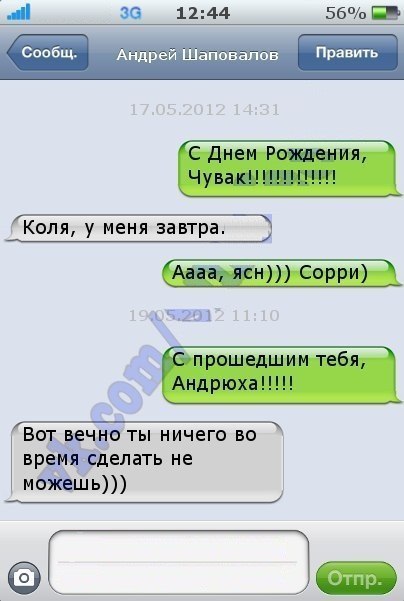 3G 12:44 56%
Сообщ. Андрей Шаповалов Править
17.05.2012 14:31
С Днем Рождения,
Чувак!!!!!!!!!!!!!
Коля, у меня завтра.
Аааа, ясн))) Сорри)
19.05.2012 11:10
С прошедшим тебя,
Андрюха!!!!!
Вот вечно ты ничего во
время сделать не
можешь)))
vk.com/
Отпр.